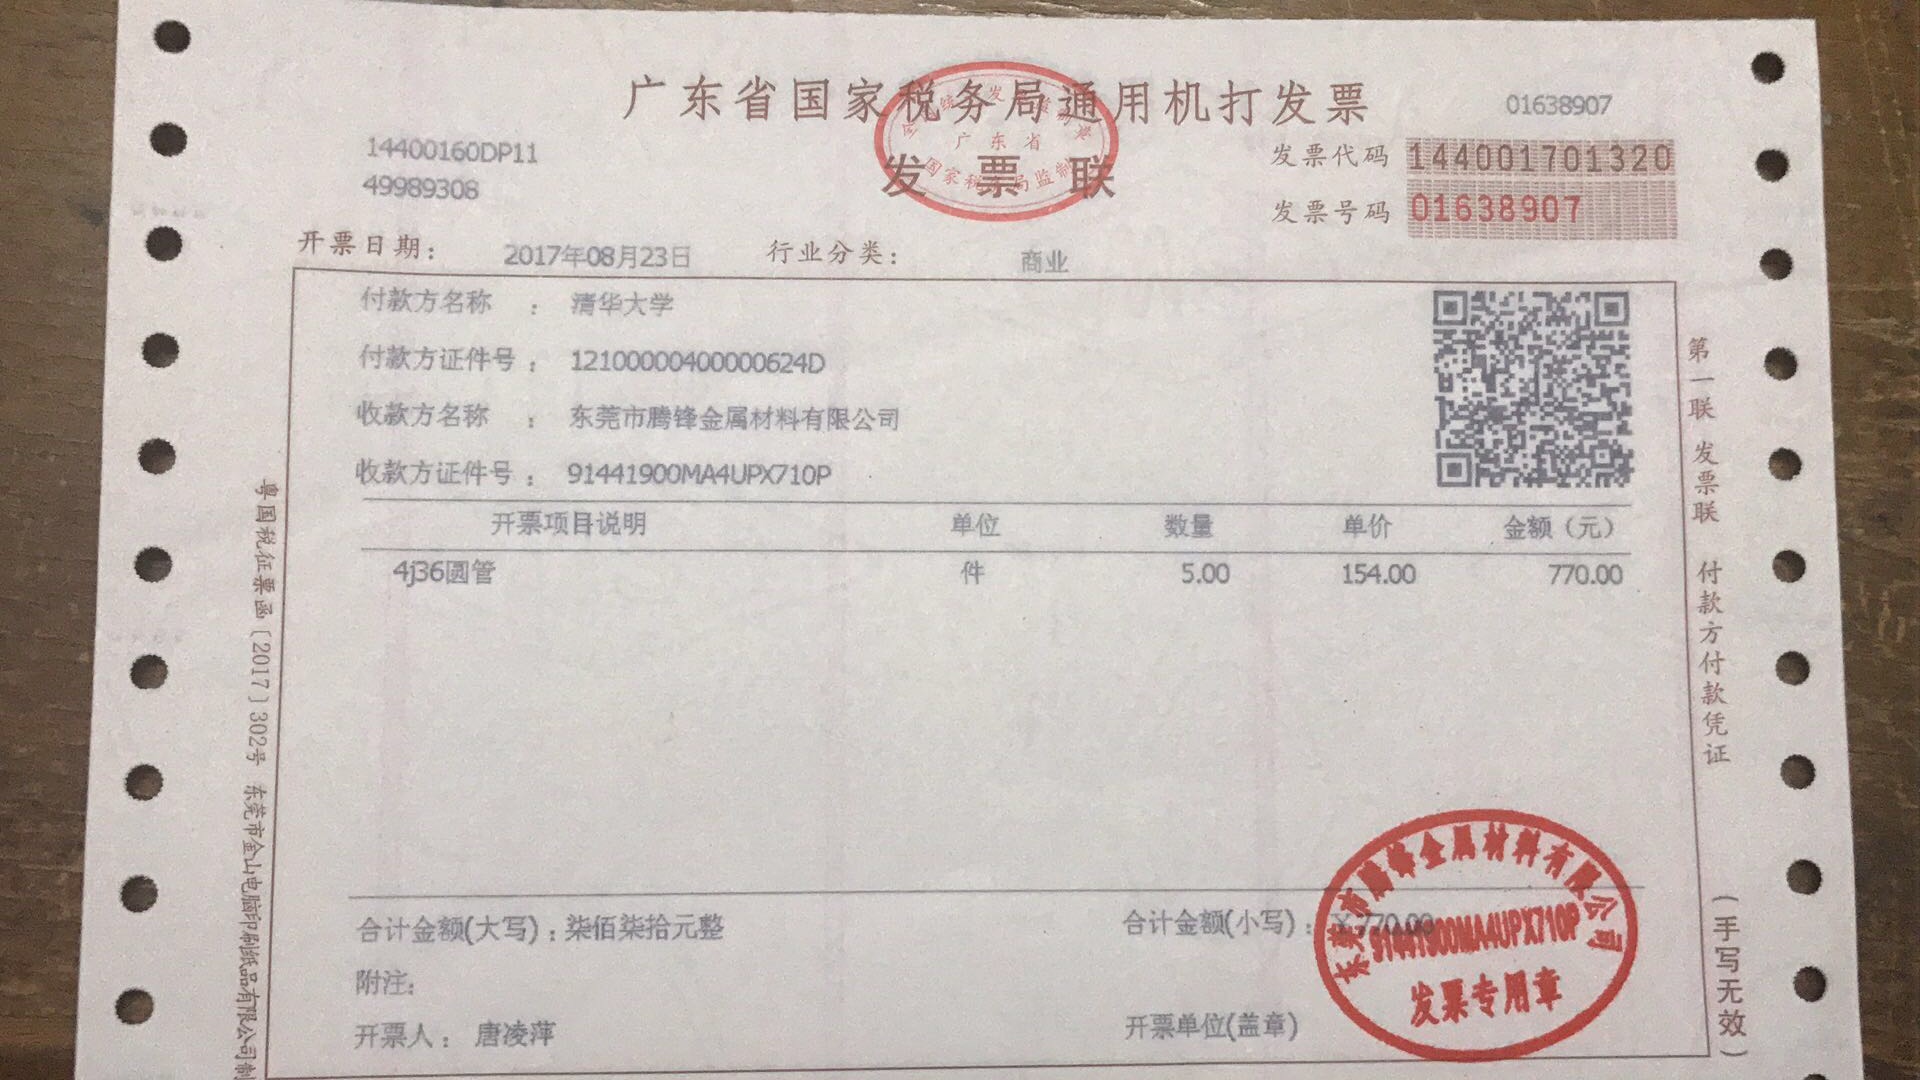 广东省国家税务局通用机打发票
01638907
14400160DP11
发票代码 144001701320
发票联
49989308
发票号码 01638907
广东省
国家税务局监制
开票日期： 2017年08月23日 行业分类： 商业
付款方名称 ： 清华大学
付款方证件号 ： 12100000400000624D
收款方名称 ： 东莞市腾锋金属材料有限公司
收款方证件号 ： 91441900MA4UPX710P
开票项目说明 单位 数量 单价 金额（元）
4j36圆管 件 5.00 154.00 770.00
合计金额(大写)：柒佰柒拾元整 合计金额(小写)：￥770.00
附注:
开票人： 唐凌萍 开票单位(盖章)
东莞市腾锋金属材料有限公司
91441900MA4UPX710P
发票专用章
粤国税征票函〔2017〕302号 东莞市金山电脑印刷纸品有限公司制
第一联 发票联 付款方付款凭证 （手写无效）